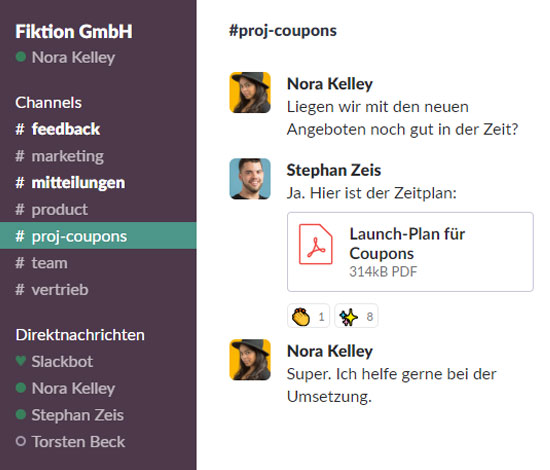 Fiktion GmbH
Nora Kelley
Channels
# feedback
# marketing
# mitteilungen
# product
# proj-coupons
# team
# vertrieb
Direktnachrichten
Slackbot
Nora Kelley
Stephan Zeis
Torsten Beck
#proj-coupons
Nora Kelley
Liegen wir mit den neuen
Angeboten noch gut in der Zeit?
Stephan Zeis
Ja. Hier ist der Zeitplan:
Launch-Plan für
Coupons
314kB PDF
1 8
Nora Kelley
Super. Ich helfe gerne bei der
Umsetzung.